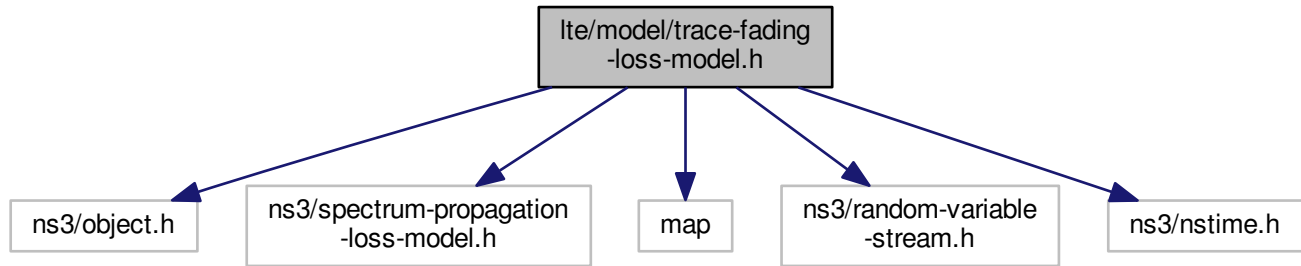 lte/model/trace-fading
-loss-model.h
ns3/object.h
ns3/spectrum-propagation
-loss-model.h
map
ns3/random-variable
-stream.h
ns3/nstime.h